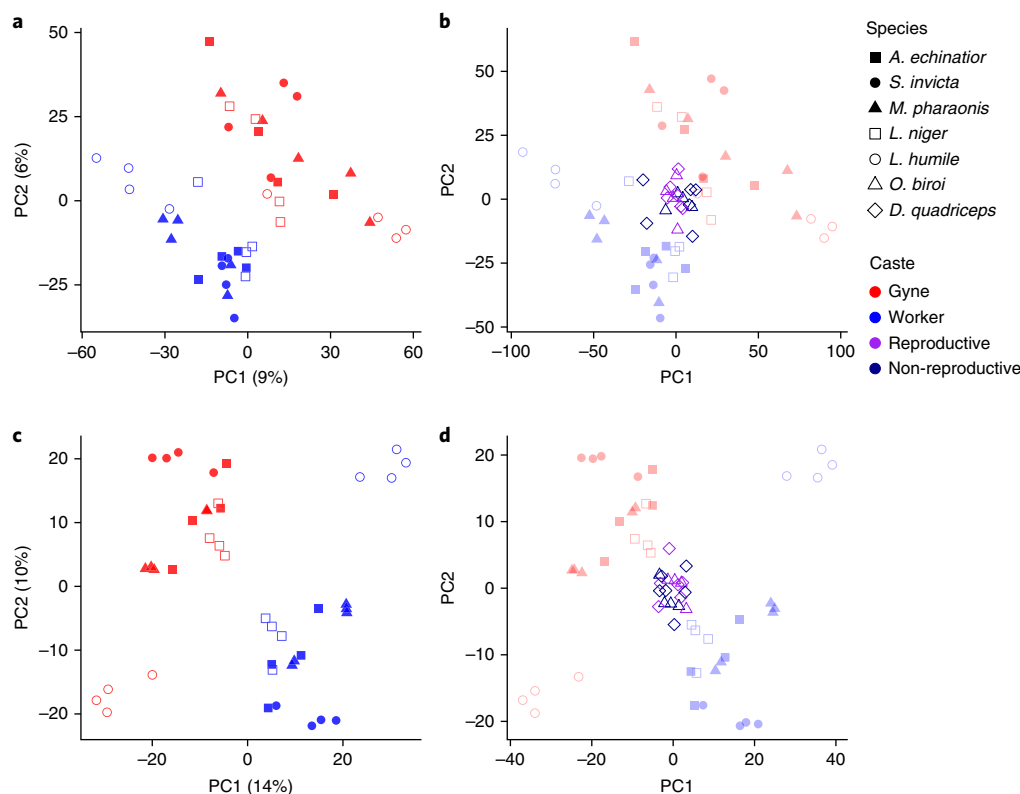 a
50
25
0
−25
PC2 (6%)
−60
−30
0
30
60
PC1 (9%)
b
50
25
0
−25
−50
PC2
−100
−50
0
50
100
PC1
Species
A. echinatior
S. invicta
M. pharaonis
L. niger
L. humile
O. biroi
D. quadriceps
Caste
Gyne
Worker
Reproductive
Non-reproductive
c
20
10
0
−10
−20
PC2 (10%)
−20
0
20
PC1 (14%)
d
20
10
0
−10
−20
PC2
−40
−20
0
20
40
PC1